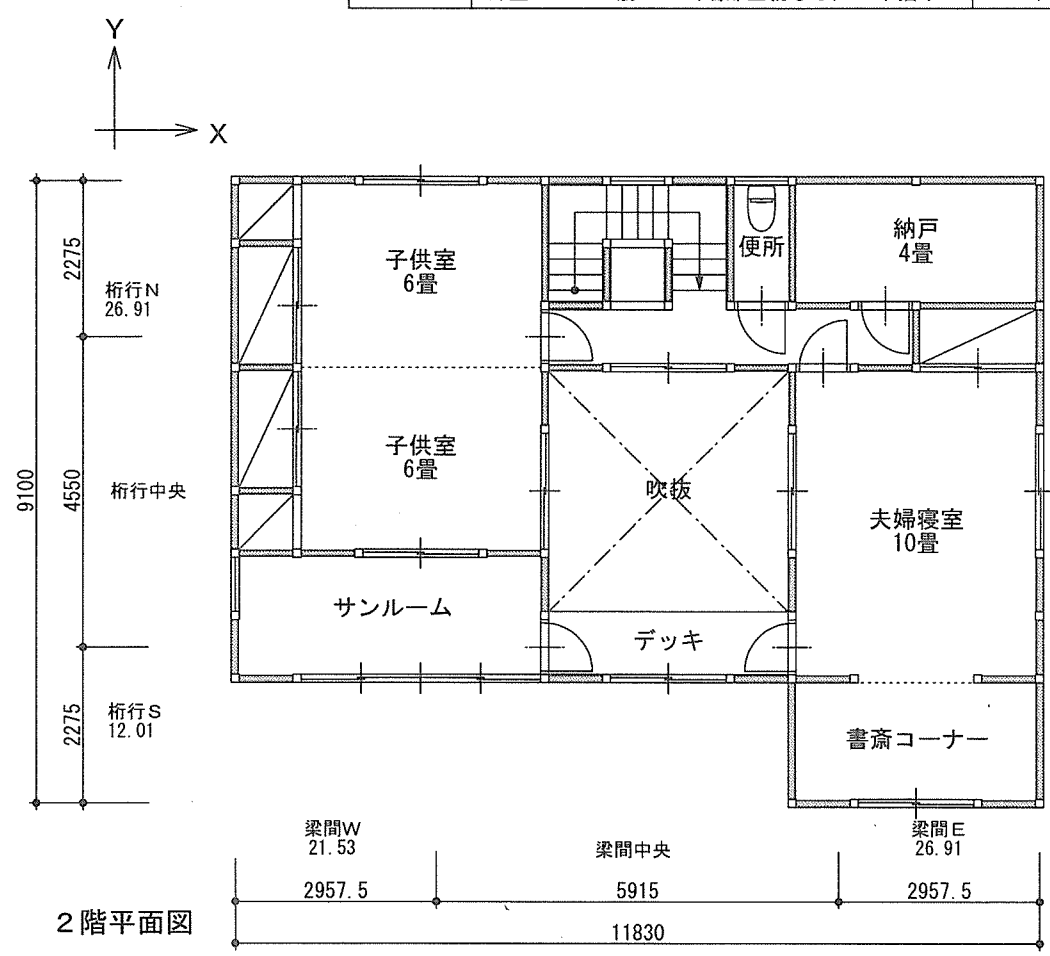 Y
X
2275
桁行N
26.91
9100
4550
桁行中央
2275
桁行S
12.01
子供室
6畳
便所
納戸
4畳
子供室
6畳
吹抜
夫婦寝室
10畳
サンルーム
デッキ
書斎コーナー
梁間W
21.53
梁間中央
梁間E
26.91
2957.5
5915
2957.5
11830
2階平面図